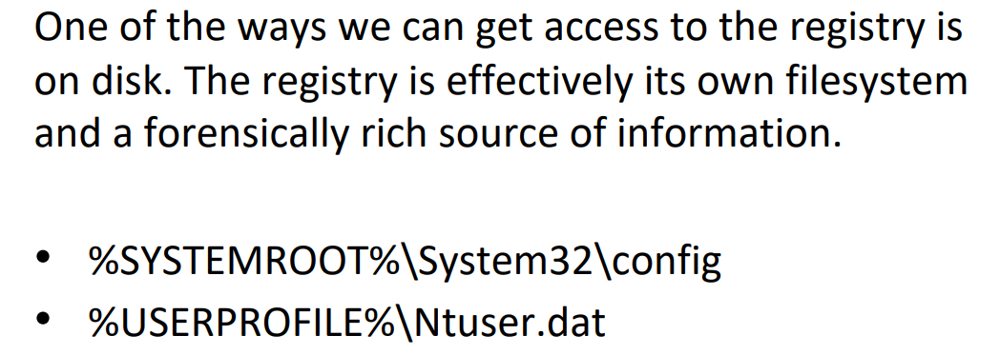 One of the ways we can get access to the registry is
on disk. The registry is effectively its own filesystem
and a forensically rich source of information.
• %SYSTEMROOT%\System32\config
• %USERPROFILE%\Ntuser.dat